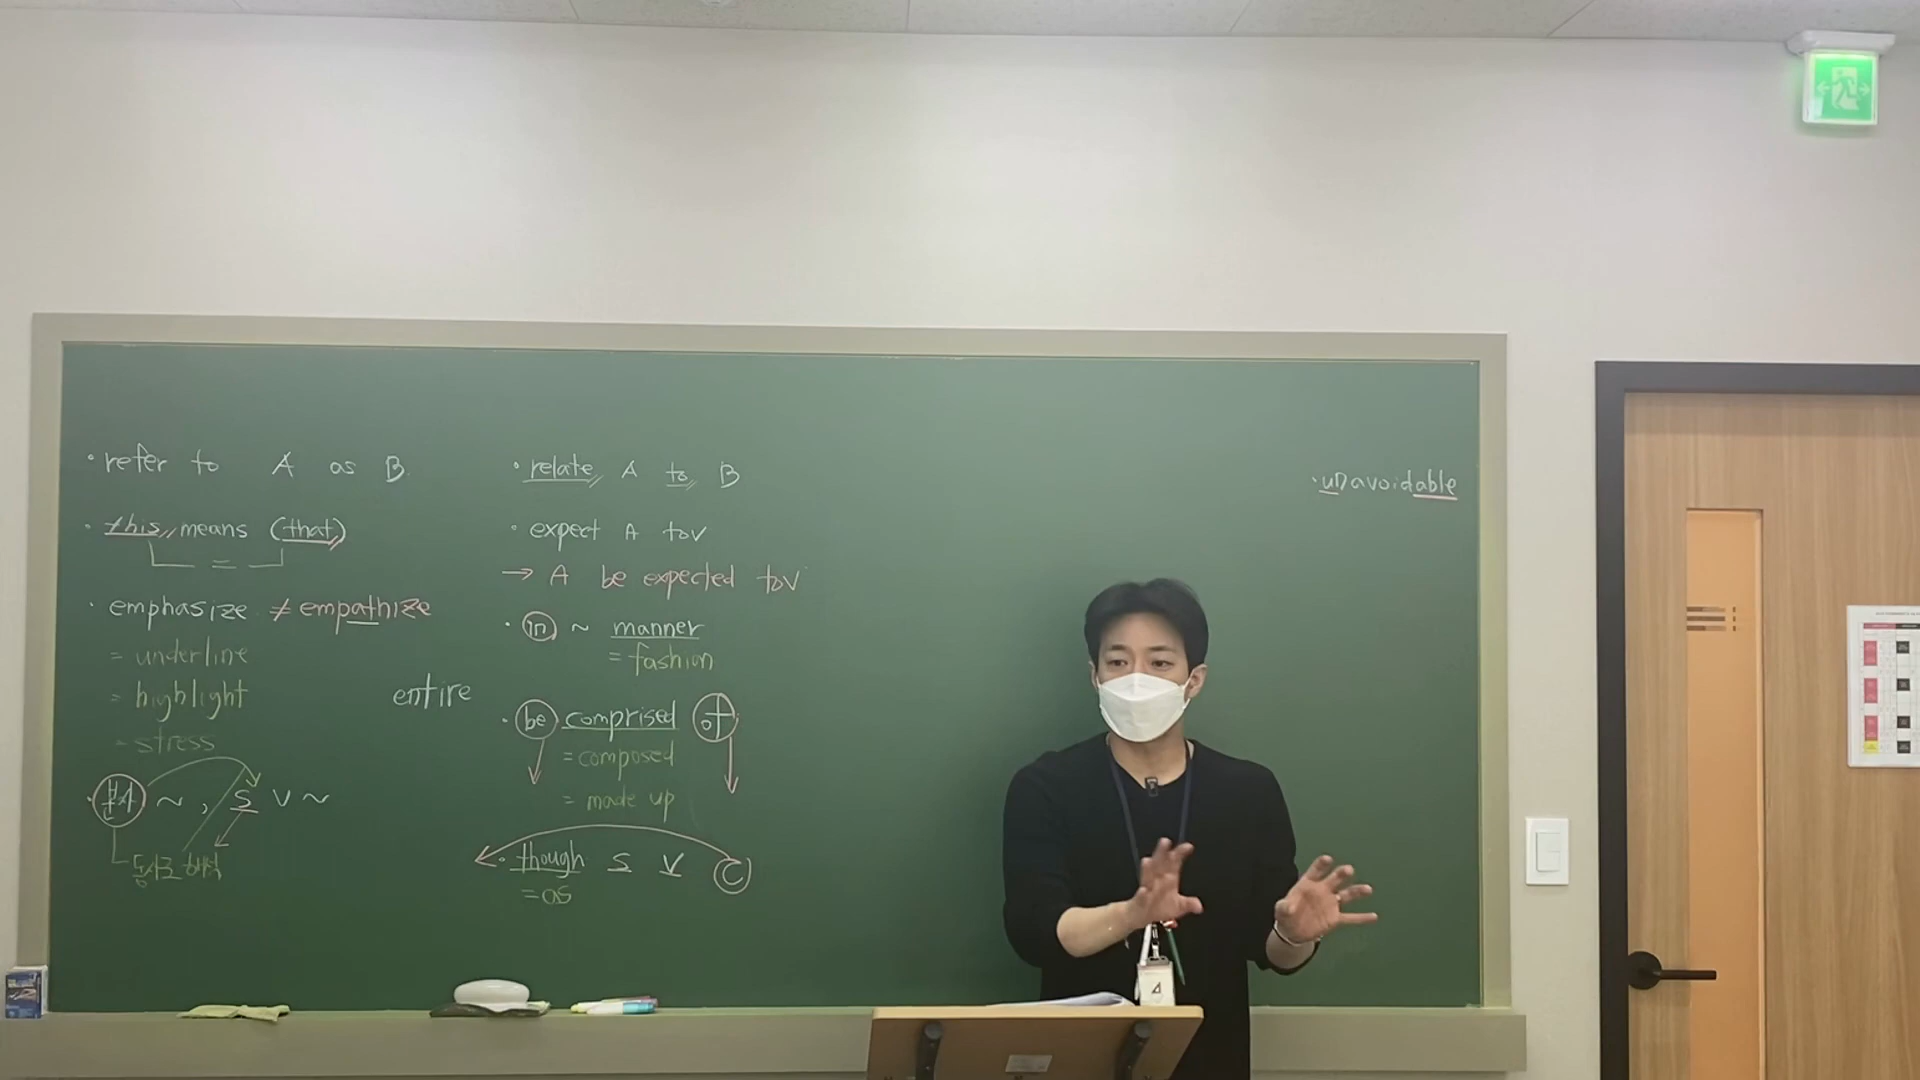 · refer to A as B.
· this means (that)
=
· emphasize ≠ empathize
= underline
= highlight
= stress
· 분사 ~ , S V ~
동사로 해석
entire
· relate A to B
· expect A to V
→ A be expected to V
· in ~ manner
= fashion
· be comprised of
= composed
= made up
· though S V C
= as
· unavoidable